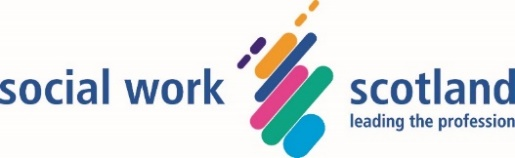 social work scotland
leading the profession